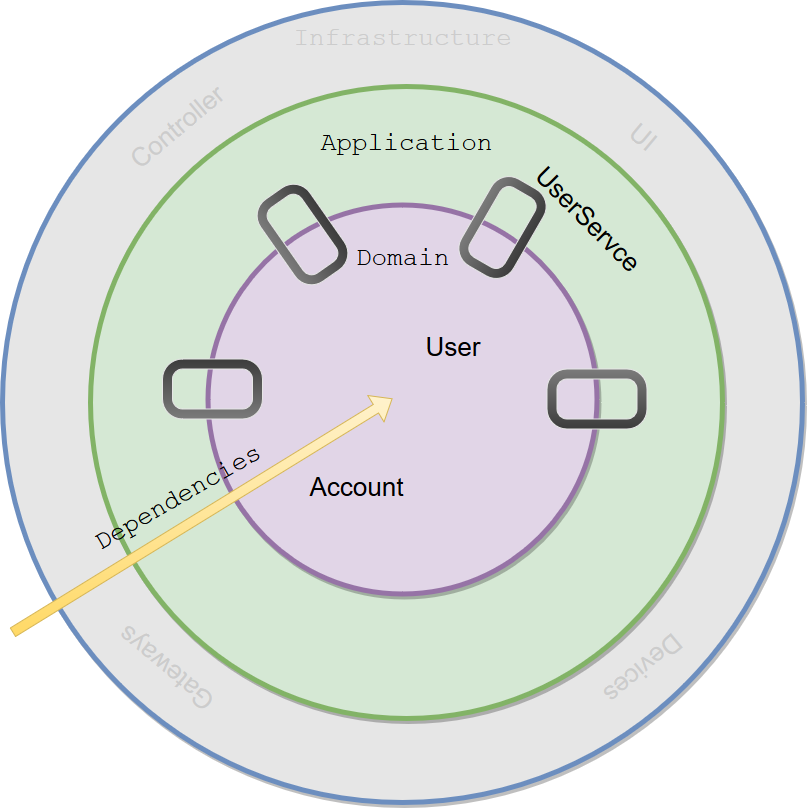 Infrastructure
Controller
UI
Application
UserServce
Domain
User
Dependencies
Account
Gateways
Devices